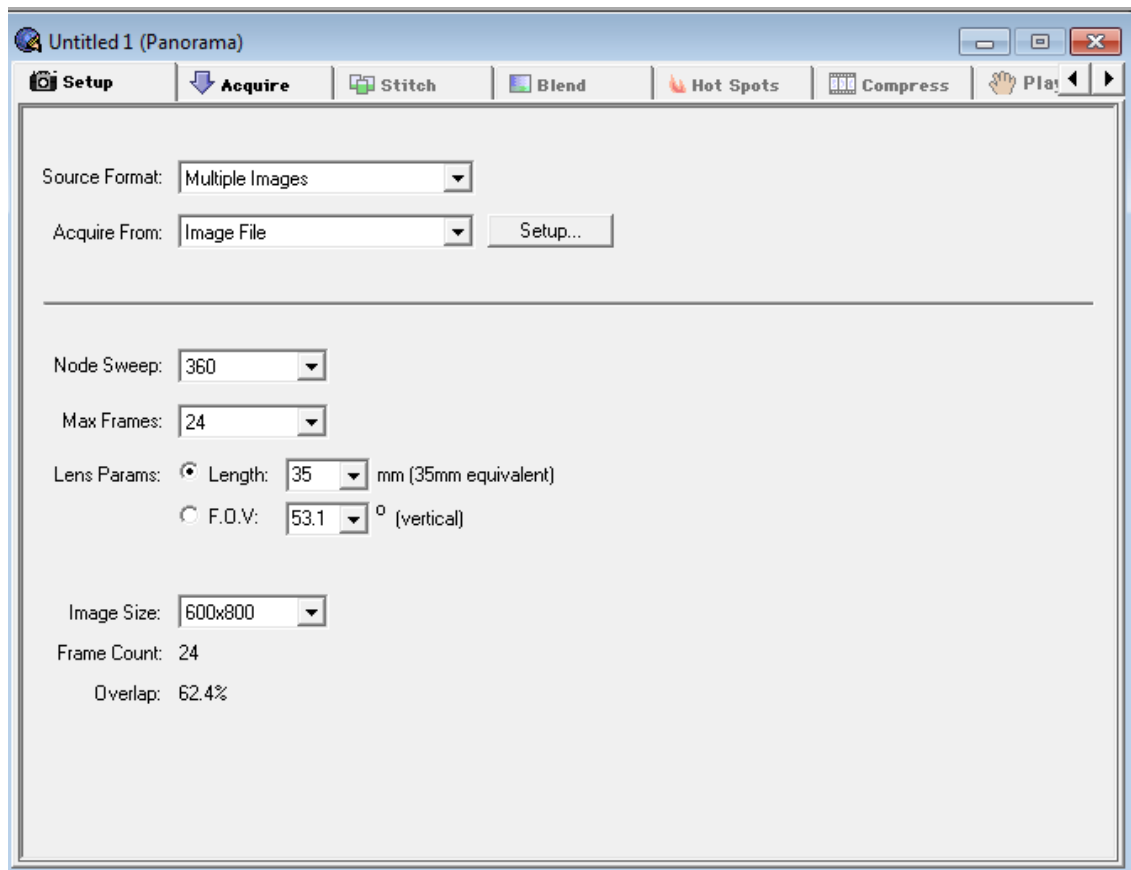 Untitled 1 (Panorama)
Setup Acquire Stitch Blend Hot Spots Compress
Source Format: Multiple Images
Acquire From: Image File Setup...
Node Sweep: 360
Max Frames: 24
Lens Params: Length: 35 mm (35mm equivalent)
F.O.V: 53.1 o (vertical)
Image Size: 600x800
Frame Count: 24
Overlap: 62.4%